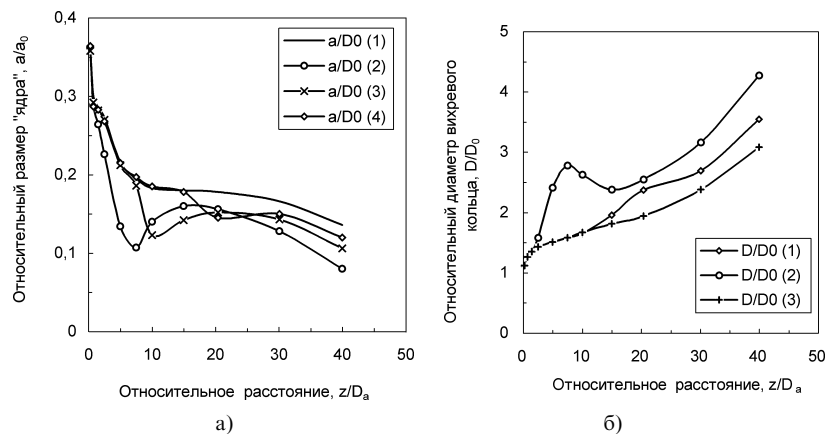 а)
Относительный размер "ядра", a/a0
0,4
0,3
0,2
0,1
0
a/D0 (1)
a/D0 (2)
a/D0 (3)
a/D0 (4)
0 10 20 30 40 50
Относительное расстояние, z/Da
а)
Относительный диаметр вихревого
кольца, D/D0
5
4
3
2
1
0
D/D0 (1)
D/D0 (2)
D/D0 (3)
0 10 20 30 40 50
Относительное расстояние, z/Da
б)